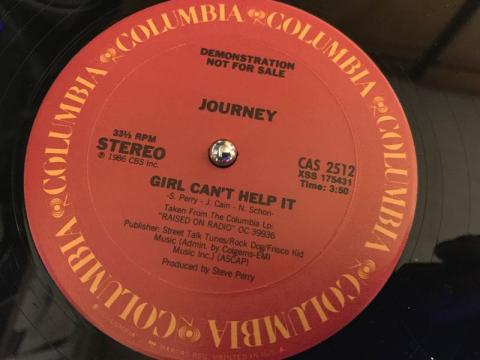 COLUMBIA COLUMBIA COLUMBIA COLUMBIA COLUMBIA COLUMBIA
DEMONSTRATION
NOT FOR SALE
JOURNEY
33⅓ RPM
STEREO
℗ 1986 CBS Inc.
CAS 2512
XSS 175431
Time: 3:50
GIRL CAN'T HELP IT
-S. Perry - J. Cain - N. Schon-
Taken From The Columbia Lp:
"RAISED ON RADIO" OC 39936
Publisher: Street Talk Tunes/Rock Dog/Frisco Kid
Music (Admin. by Colgems-EMI
Music Inc.) (ASCAP)
Produced by Steve Perry